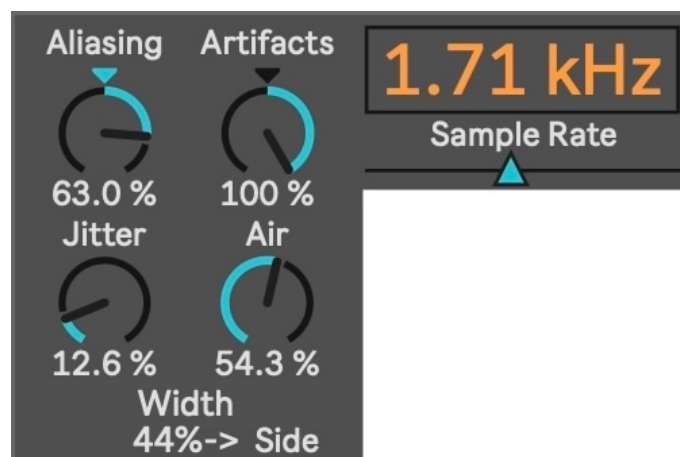 Aliasing Artifacts
1.71 kHz
Sample Rate
63.0 % 100 %
Jitter Air
12.6 % 54.3 %
Width
44%-> Side